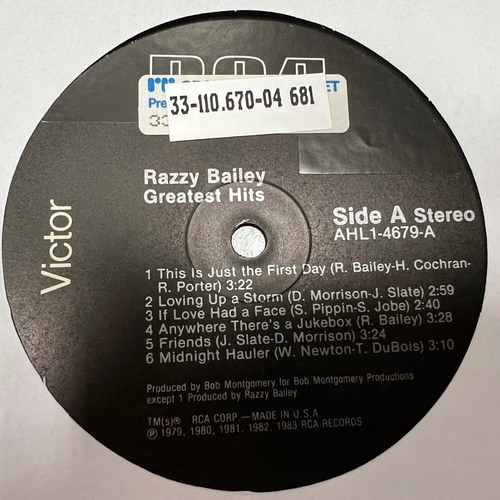 RCA
33-110.670-04 681
Razzy Bailey
Greatest Hits
Victor
Side A Stereo
AHL1-4679-A
1 This Is Just the First Day (R. Bailey-H. Cochran-
R. Porter) 3:22
2 Loving Up a Storm (D. Morrison-J. Slate) 2:59
3 If Love Had a Face (S. Pippin-S. Jobe) 2:40
4 Anywhere There's a Jukebox (R. Bailey) 3:28
5 Friends (J. Slate-D. Morrison) 3:24
6 Midnight Hauler (W. Newton-T. DuBois) 3:10
Produced by Bob Montgomery for Bob Montgomery Productions
except 1 Produced by Razzy Bailey
TM(s)® RCA CORP — MADE IN U.S.A
℗ 1979, 1980, 1981, 1982, 1983 RCA RECORDS